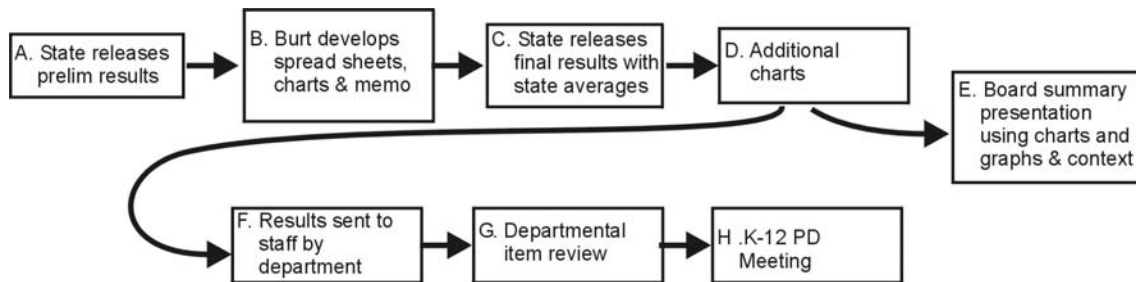 A. State releases
prelim results
B. Burt develops
spread sheets,
charts & memo
C. State releases
final results with
state averages
D. Additional
charts
E. Board summary
presentation
using charts and
graphs & context
F. Results sent to
staff by
department
G. Departmental
item review
H .K-12 PD
Meeting